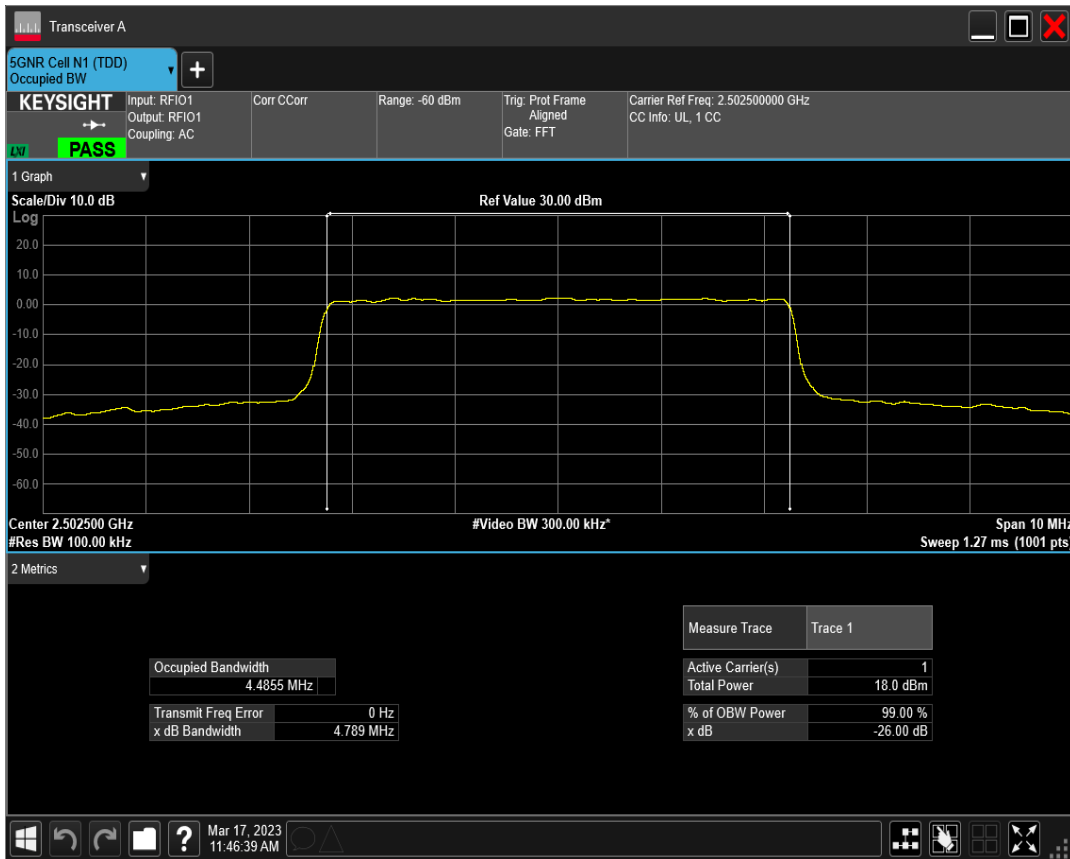 Transceiver A
5GNR Cell N1 (TDD)
Occupied BW
+
KEYSIGHT
LXI
PASS
Input: RFIO1
Output: RFIO1
Coupling: AC
Corr CCorr
Range: -60 dBm
Trig: Prot Frame
Aligned
Gate: FFT
Carrier Ref Freq: 2.502500000 GHz
CC Info: UL, 1 CC
1 Graph
Scale/Div 10.0 dB
Ref Value 30.00 dBm
Log
20.0
10.0
0.00
-10.0
-20.0
-30.0
-40.0
-50.0
-60.0
Center 2.502500 GHz
#Video BW 300.00 kHz*
Span 10 MHz
#Res BW 100.00 kHz
Sweep 1.27 ms (1001 pts)
2 Metrics
Measure Trace Trace 1
Occupied Bandwidth
4.4855 MHz
Active Carrier(s) 1
Total Power 18.0 dBm
Transmit Freq Error 0 Hz
x dB Bandwidth 4.789 MHz
% of OBW Power 99.00 %
x dB -26.00 dB
?
Mar 17, 2023
11:46:39 AM